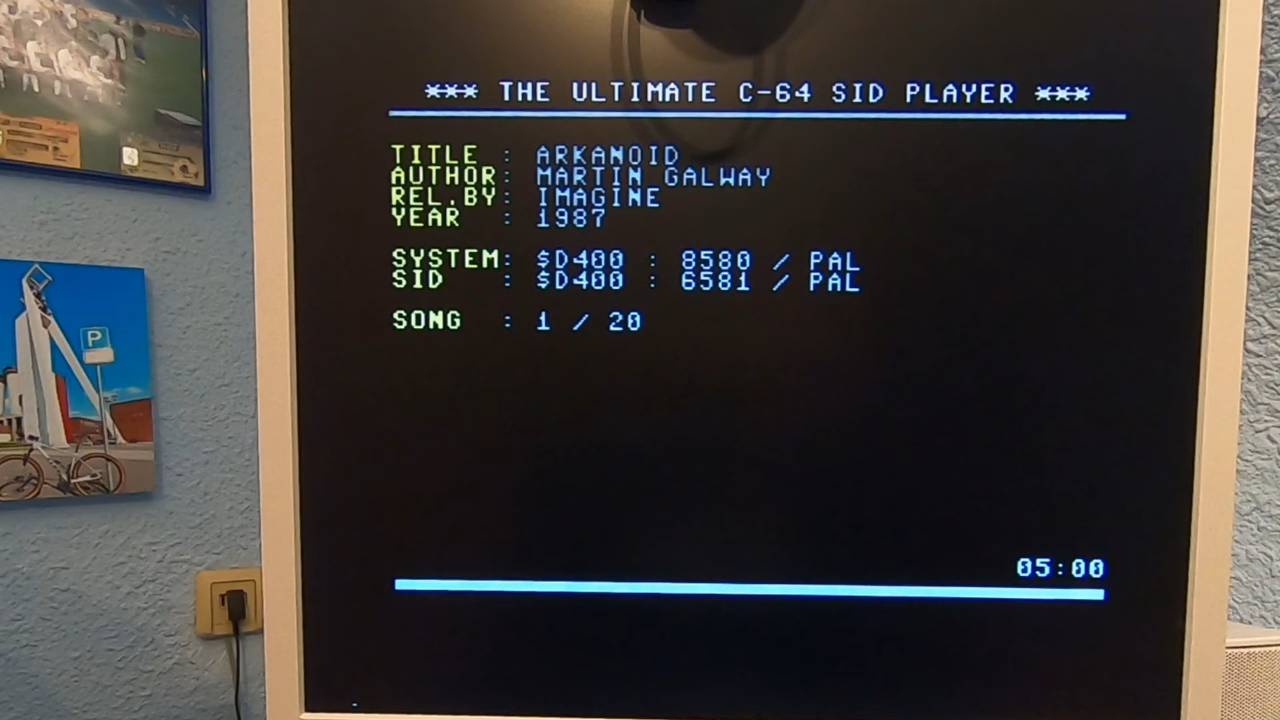 *** THE ULTIMATE C-64 SID PLAYER ***
TITLE : ARKANOID
AUTHOR: MARTIN GALWAY
REL.BY: IMAGINE
YEAR : 1987
SYSTEM: $D400 : 8580 / PAL
SID : $D400 : 6581 / PAL
SONG : 1 / 20
05:00
P